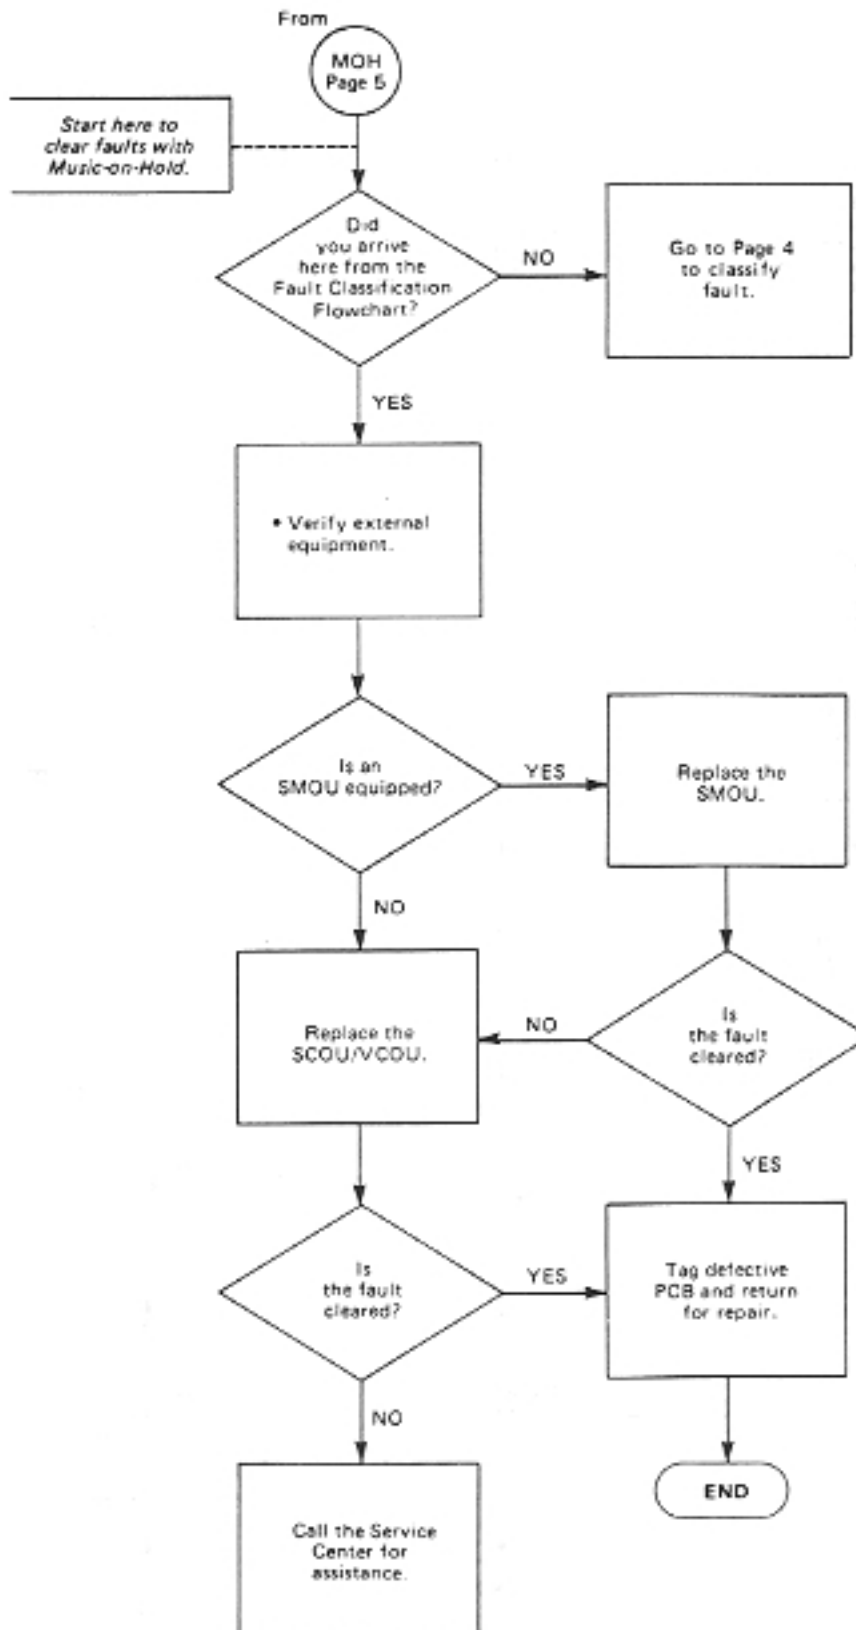 From
MOH
Page 5
Start here to
clear faults with
Music-on-Hold.
Did
you arrive
here from the
Fault Classification
Flowchart?
NO
Go to Page 4
to classify
fault.
YES
• Verify external
equipment.
Is an
SMOU equipped?
YES
Replace the
SMOU.
NO
Replace the
SCOU/VCOU.
NO
Is
the fault
cleared?
YES
Is
the fault
cleared?
YES
Tag defective
PCB and return
for repair.
NO
END
Call the Service
Center for
assistance.